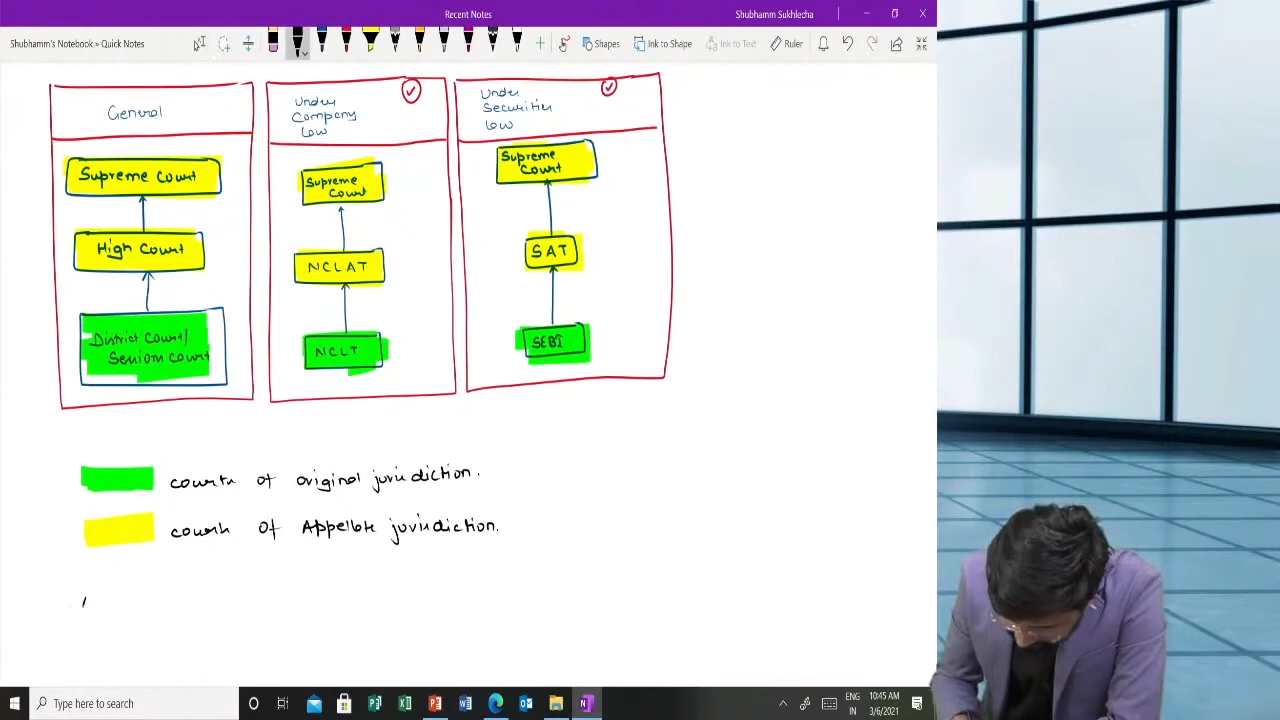 Recent Notes
Shubhamm Sukhlecha
Shubhamm's Notebook » Quick Notes
Shapes
Ink to Shape
Ink to Text
Ruler
General
Under
Company
Law
Under
Securities
Law
Supreme Court
High Court
District Court/
Sessions Court
Supreme
Court
NCLAT
NCLT
Supreme
Court
SAT
SEBI
courts of original jurisdiction.
courts of Appellate jurisdiction.
Type here to search
ENG
IN
10:45 AM
3/6/2021